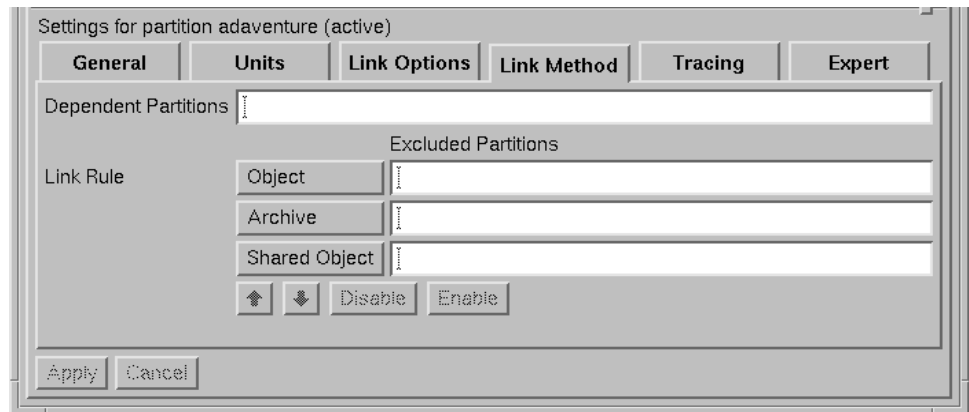 Settings for partition adaventure (active)
General Units Link Options Link Method Tracing Expert
Dependent Partitions
Excluded Partitions
Link Rule Object
Archive
Shared Object
Disable Enable
Apply Cancel